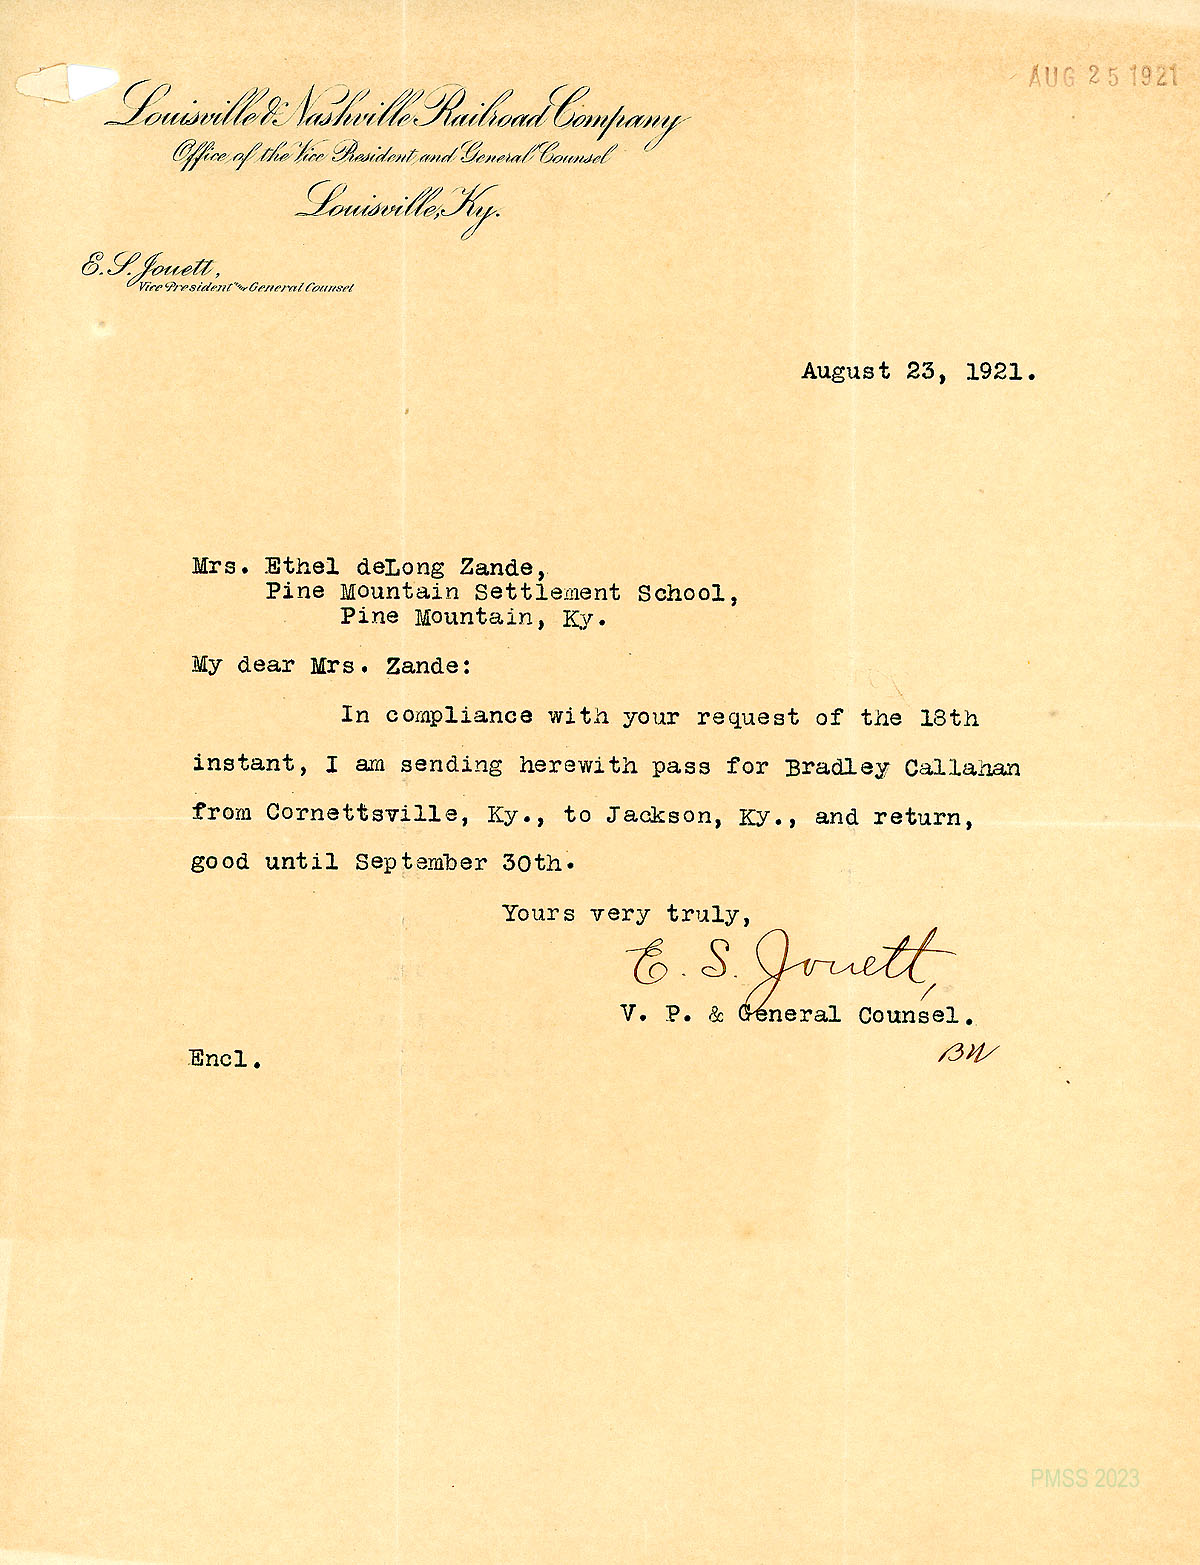 AUG 25 1921
Louisville & Nashville Railroad Company
Office of the Vice President and General Counsel
Louisville, Ky.
E. S. Jouett,
Vice President and General Counsel
August 23, 1921.
Mrs. Ethel deLong Zande,
Pine Mountain Settlement School,
Pine Mountain, Ky.
My dear Mrs. Zande:
In compliance with your request of the 18th
instant, I am sending herewith pass for Bradley Callahan
from Cornettsville, Ky., to Jackson, Ky., and return,
good until September 30th.
Yours very truly,
E. S. Jouett,
V. P. & General Counsel.
Encl.
PMSS 2023